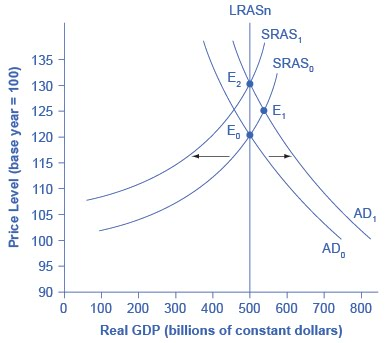 LRASn
SRAS1
SRAS0
E2
E1
E0
AD1
AD0
Price Level (base year = 100)
135
130
125
120
115
110
105
100
95
90
0 100 200 300 400 500 600 700 800
Real GDP (billions of constant dollars)